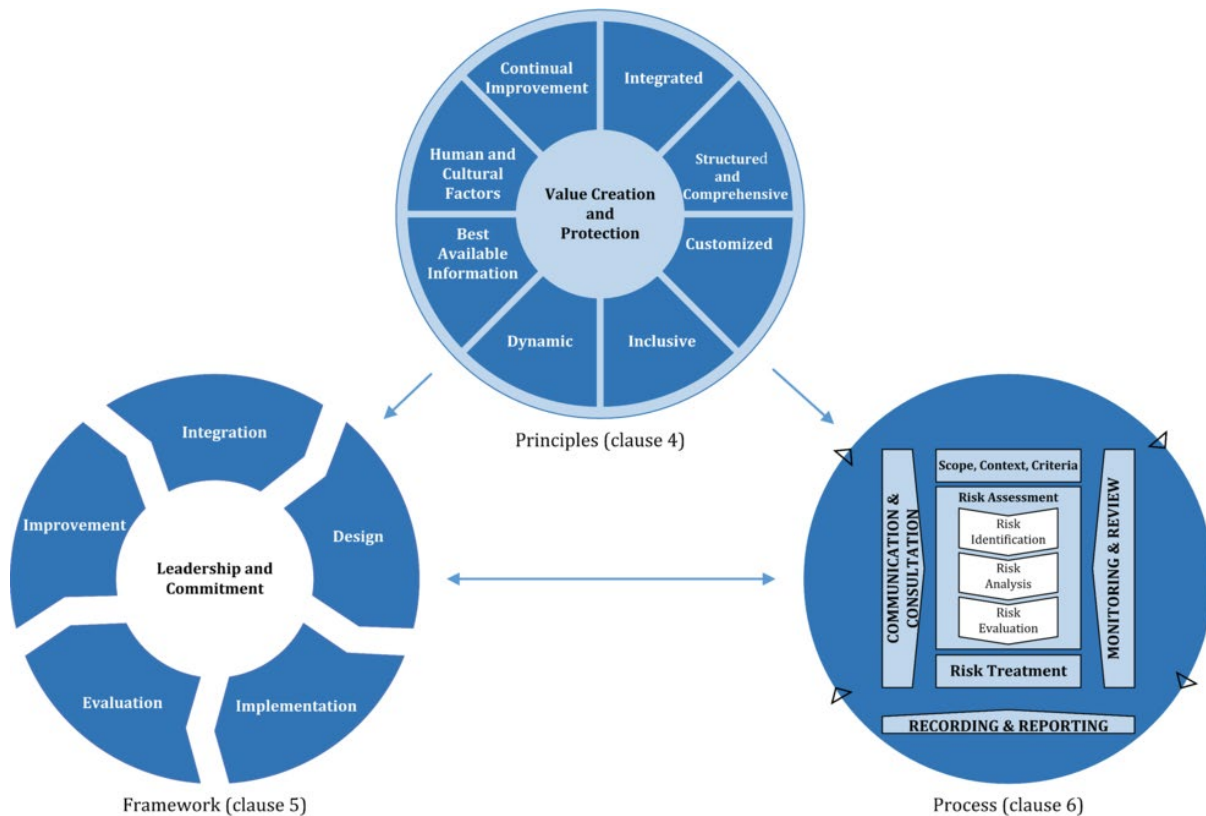 Continual
Improvement
Integrated
Structured
and
Comprehensive
Customized
Inclusive
Dynamic
Best
Available
Information
Human and
Cultural
Factors
Value Creation
and
Protection
Principles (clause 4)
Integration
Design
Implementation
Evaluation
Improvement
Leadership and
Commitment
Framework (clause 5)
Scope, Context, Criteria
Risk Assessment
Risk
Identification
Risk
Analysis
Risk
Evaluation
Risk Treatment
COMMUNICATION &
CONSULTATION
MONITORING & REVIEW
RECORDING & REPORTING
Process (clause 6)